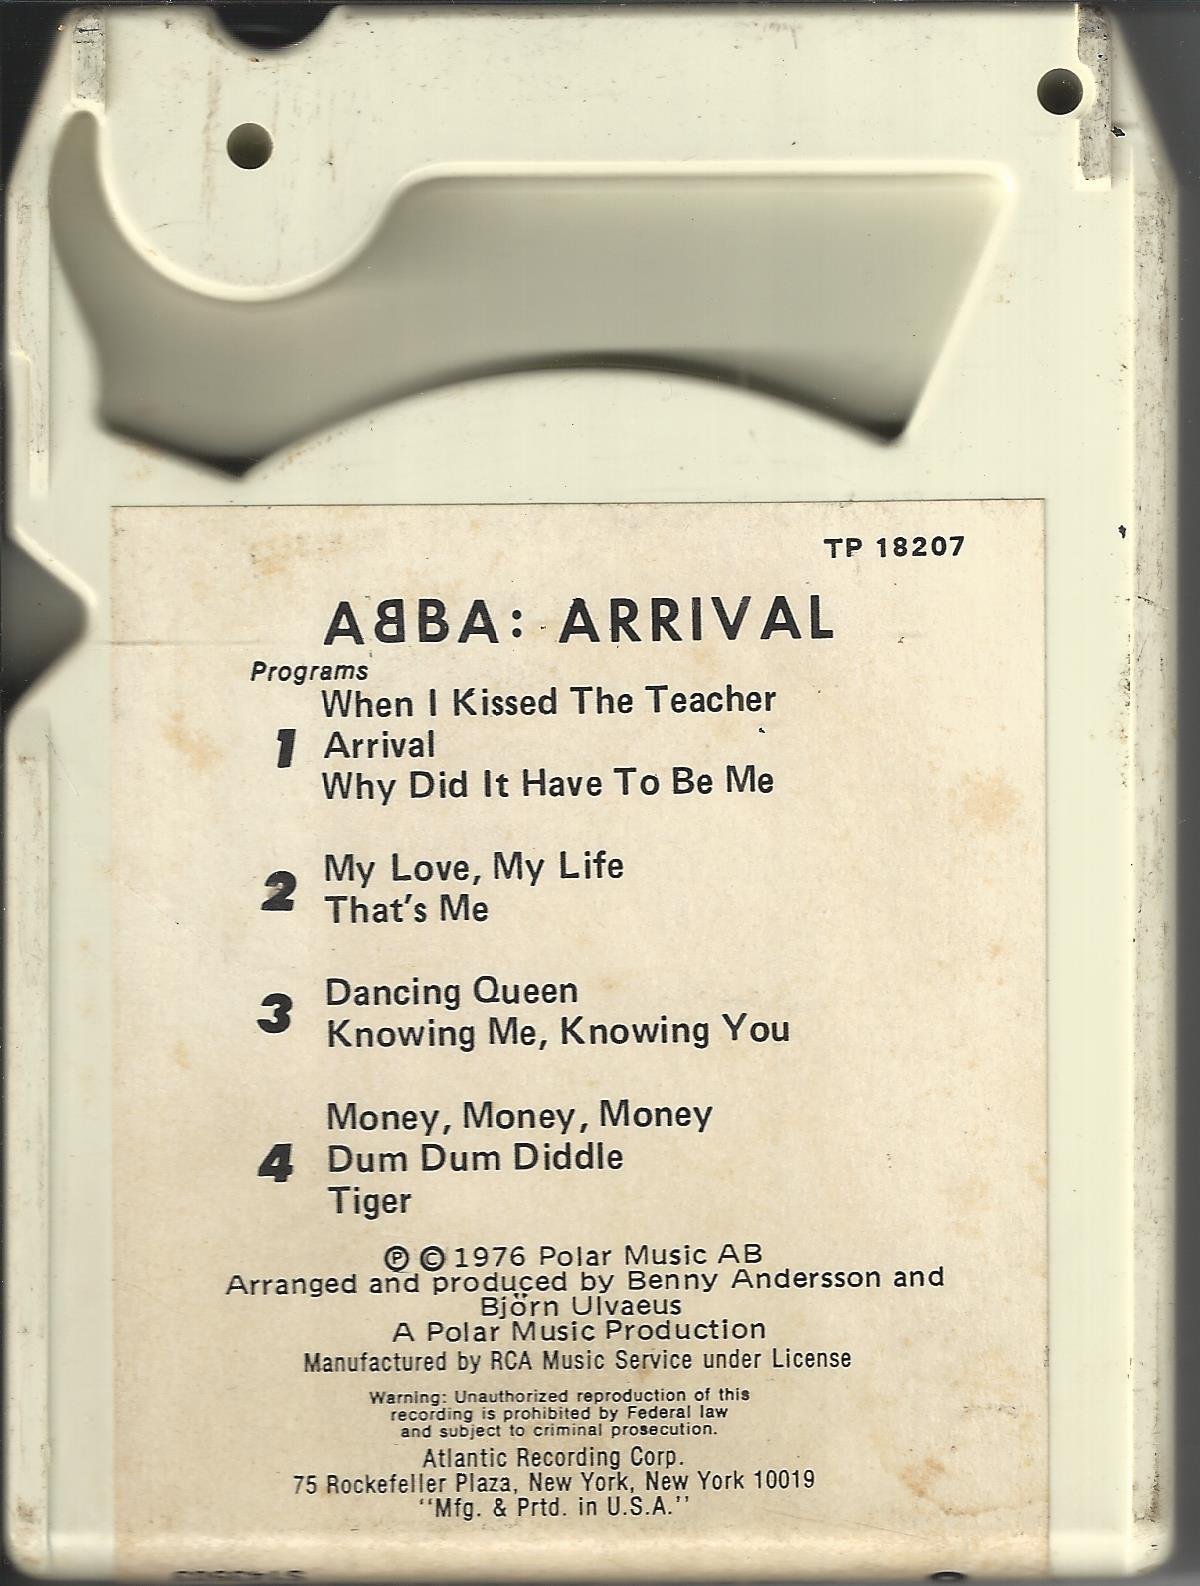 TP 18207
ABBA: ARRIVAL
Programs
When I Kissed The Teacher
1 Arrival
Why Did It Have To Be Me
2 My Love, My Life
That's Me
3 Dancing Queen
Knowing Me, Knowing You
Money, Money, Money
4 Dum Dum Diddle
Tiger
℗ © 1976 Polar Music AB
Arranged and produced by Benny Andersson and
Björn Ulvaeus
A Polar Music Production
Manufactured by RCA Music Service under License
Warning: Unauthorized reproduction of this
recording is prohibited by Federal law
and subject to criminal prosecution.
Atlantic Recording Corp.
75 Rockefeller Plaza, New York, New York 10019
"Mfg. & Prtd. in U.S.A."